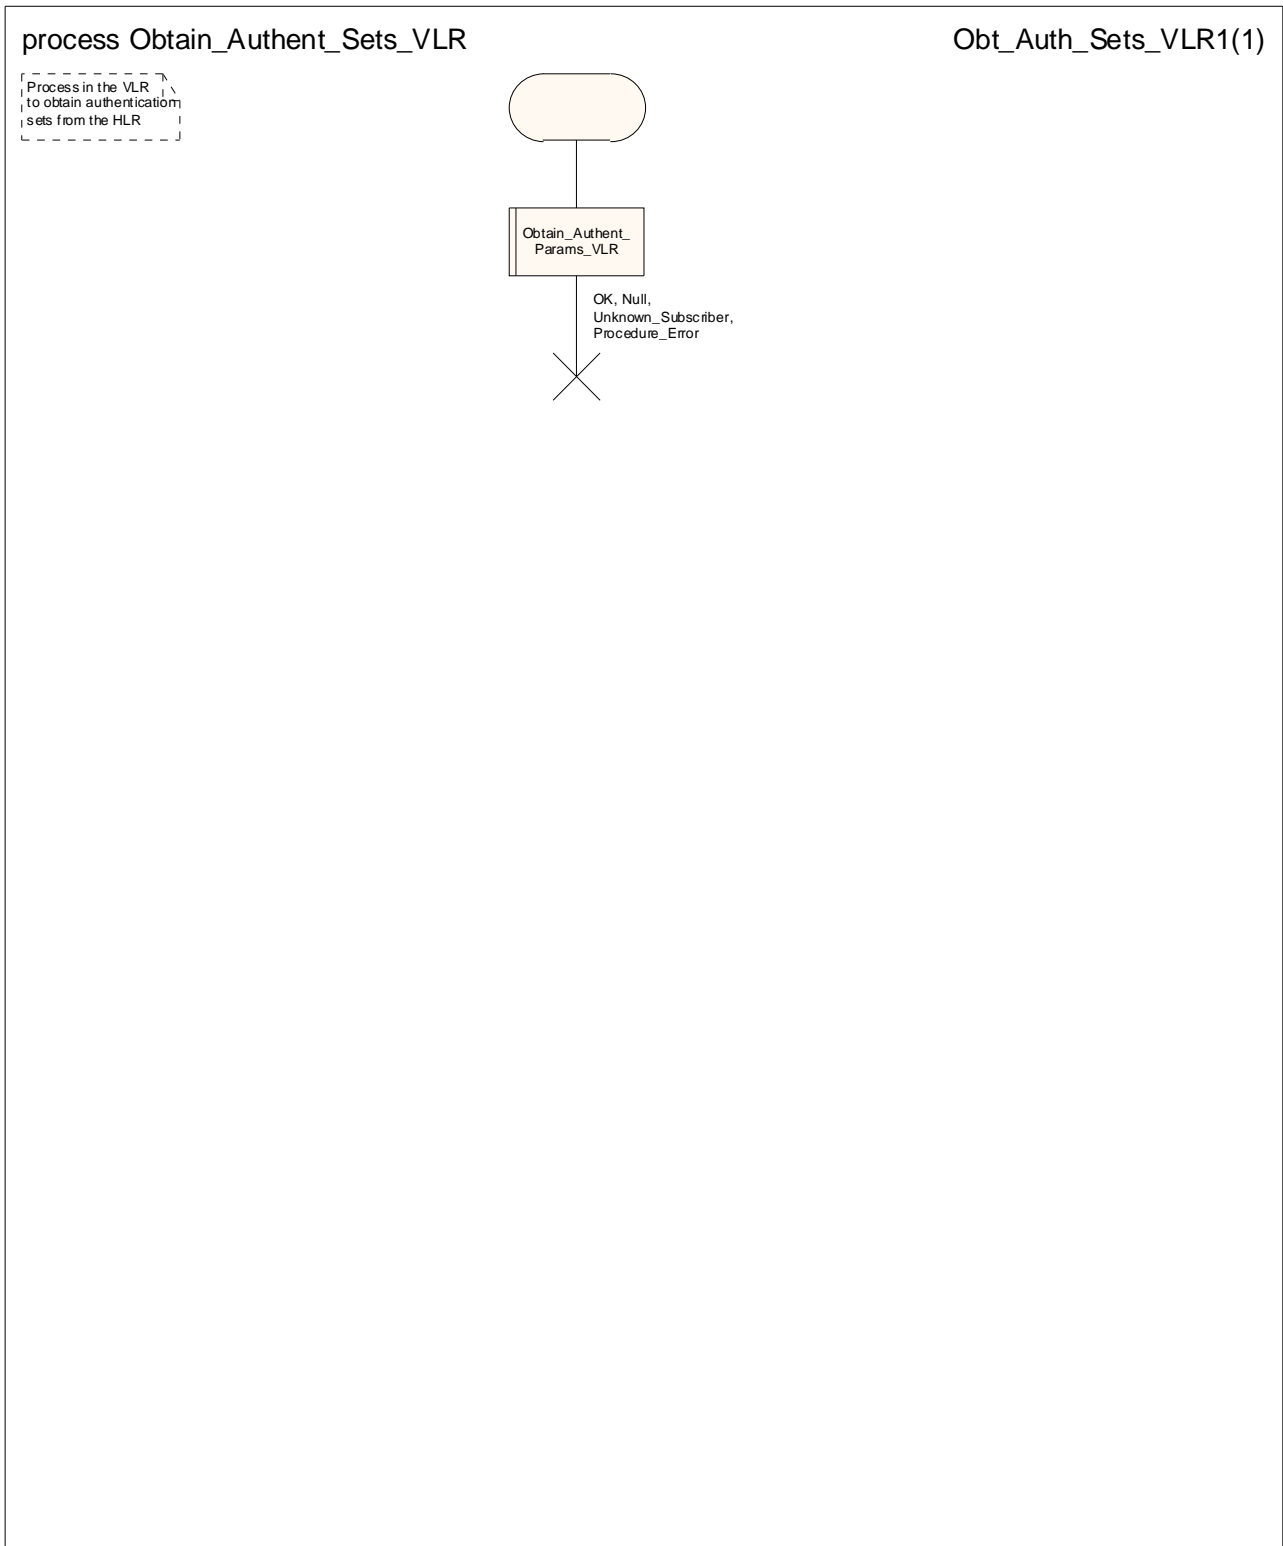 process Obtain_Authent_Sets_VLR
Obt_Auth_Sets_VLR1(1)
Process in the VLR
to obtain authentication
sets from the HLR
Obtain_Authent_
Params_VLR
OK, Null,
Unknown_Subscriber,
Procedure_Error